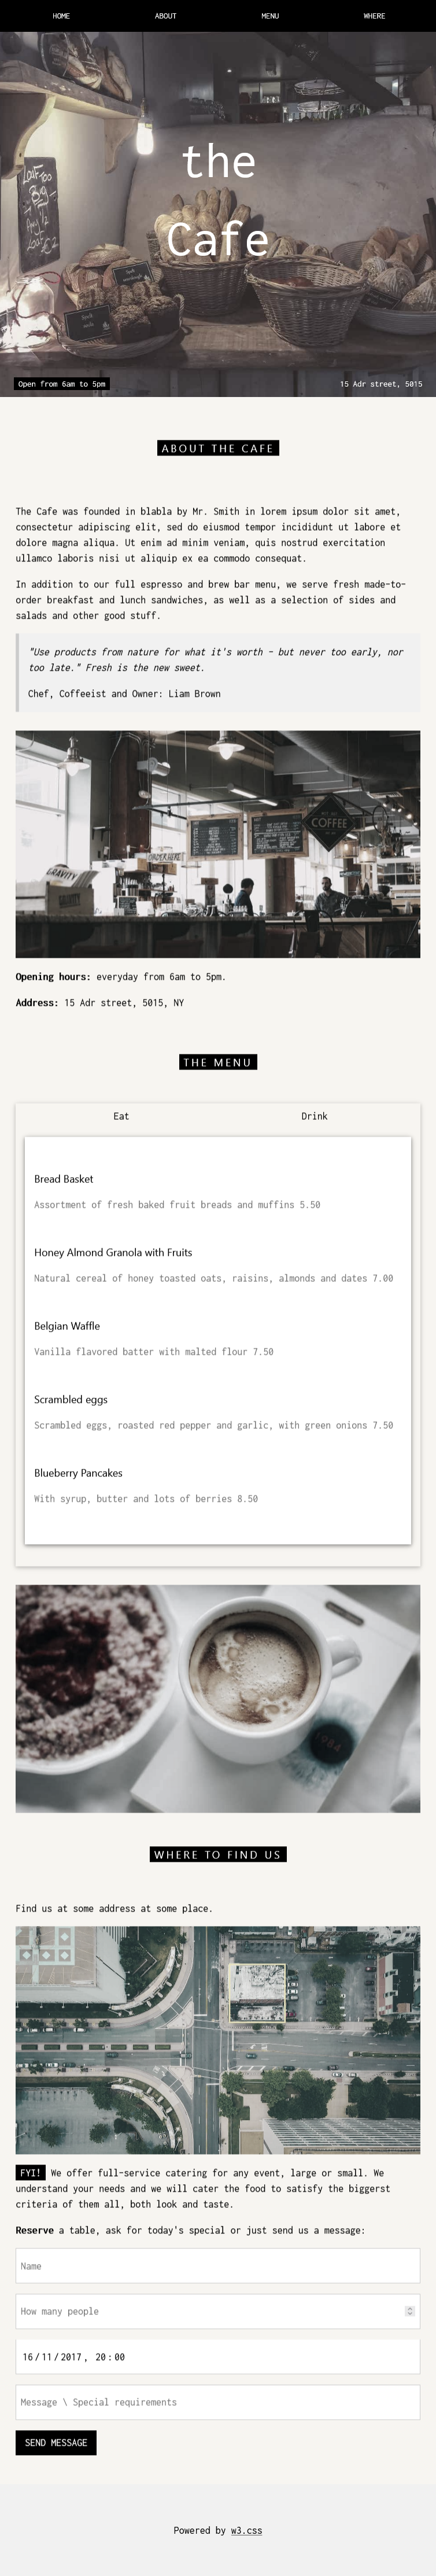 HOME ABOUT MENU WHERE
the
Cafe
Open from 6am to 5pm
15 Adr street, 5015
ABOUT THE CAFE
The Cafe was founded in blabla by Mr. Smith in lorem ipsum dolor sit amet,
consectetur adipiscing elit, sed do eiusmod tempor incididunt ut labore et
dolore magna aliqua. Ut enim ad minim veniam, quis nostrud exercitation
ullamco laboris nisi ut aliquip ex ea commodo consequat.
In addition to our full espresso and brew bar menu, we serve fresh made-to-
order breakfast and lunch sandwiches, as well as a selection of sides and
salads and other good stuff.
"Use products from nature for what it's worth - but never too early, nor
too late." Fresh is the new sweet.
Chef, Coffeeist and Owner: Liam Brown
COFFEE
GRAVITY
GRAVITY
Opening hours: everyday from 6am to 5pm.
Address: 15 Adr street, 5015, NY
THE MENU
Eat Drink
Bread Basket
Assortment of fresh baked fruit breads and muffins 5.50
Honey Almond Granola with Fruits
Natural cereal of honey toasted oats, raisins, almonds and dates 7.00
Belgian Waffle
Vanilla flavored batter with malted flour 7.50
Scrambled eggs
Scrambled eggs, roasted red pepper and garlic, with green onions 7.50
Blueberry Pancakes
With syrup, butter and lots of berries 8.50
1984
WHERE TO FIND US
Find us at some address at some place.
FYI! We offer full-service catering for any event, large or small. We
understand your needs and we will cater the food to satisfy the biggerst
criteria of them all, both look and taste.
Reserve a table, ask for today's special or just send us a message:
Name
How many people
16/11/2017, 20:00
Message \ Special requirements
SEND MESSAGE
Powered by w3.css